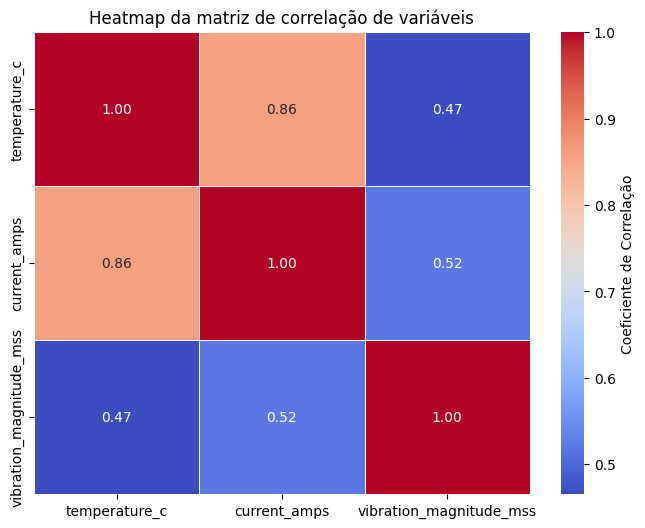 Heatmap da matriz de correlação de variáveis
temperature_c
1.00
0.86
0.47
current_amps
0.86
1.00
0.52
vibration_magnitude_mss
0.47
0.52
1.00
temperature_c
current_amps
vibration_magnitude_mss
1.0
0.9
0.8
0.7
0.6
0.5
Coeficiente de Correlação